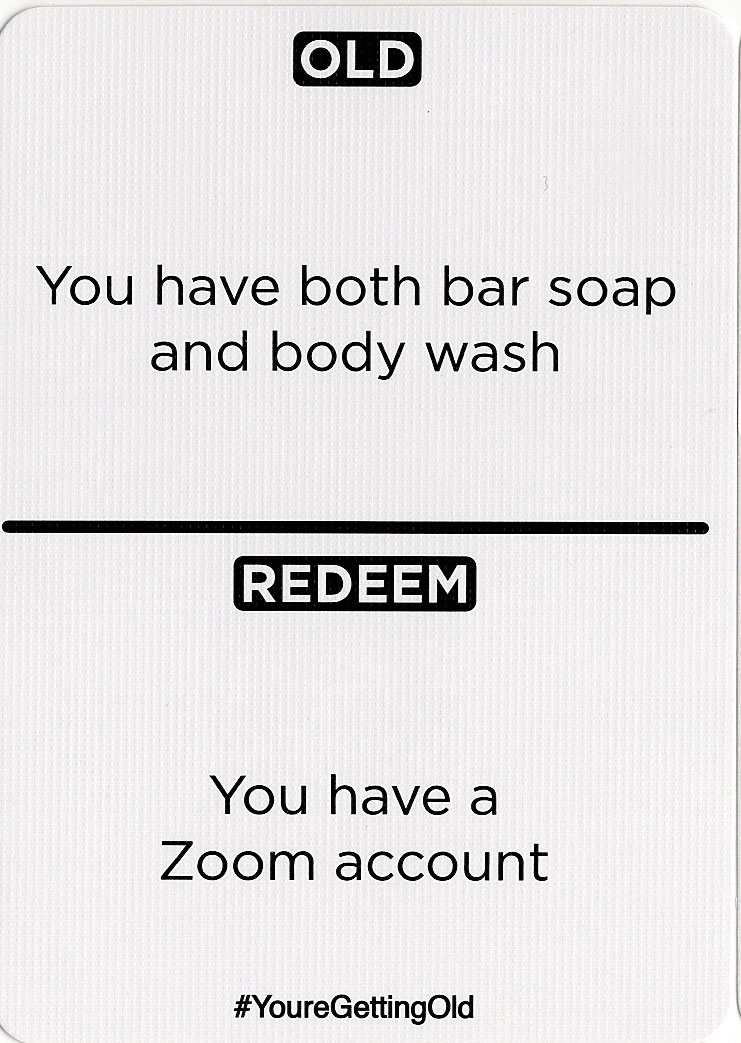 OLD
You have both bar soap
and body wash
REDEEM
You have a
Zoom account
#YoureGettingOld